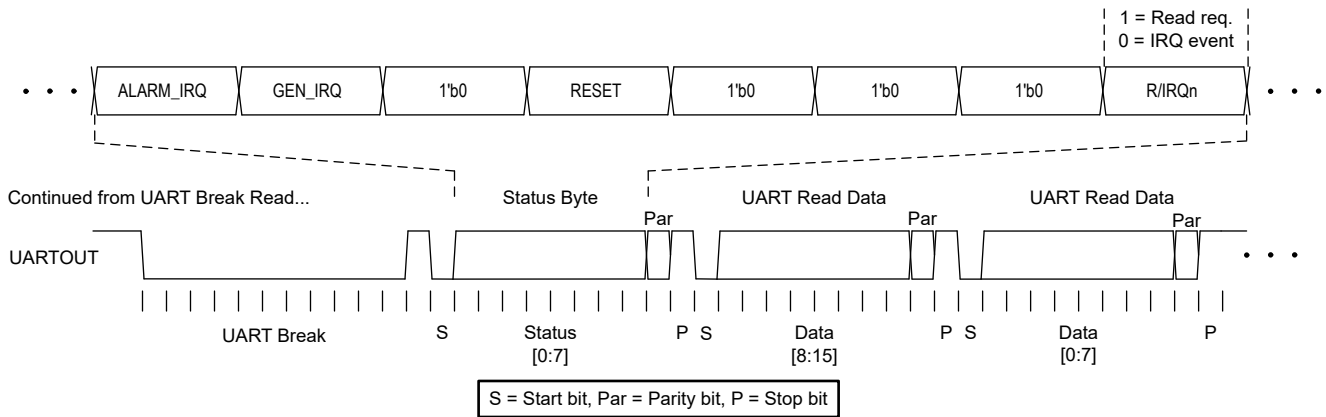 1 = Read req.
0 = IRQ event
• • • ALARM_IRQ GEN_IRQ 1'b0 RESET 1'b0 1'b0 1'b0 R/IRQn • • •
Continued from UART Break Read... Status Byte UART Read Data UART Read Data
Par Par Par
UARTOUT • • •
UART Break S Status P S Data P S Data P
[0:7] [8:15] [0:7]
S = Start bit, Par = Parity bit, P = Stop bit